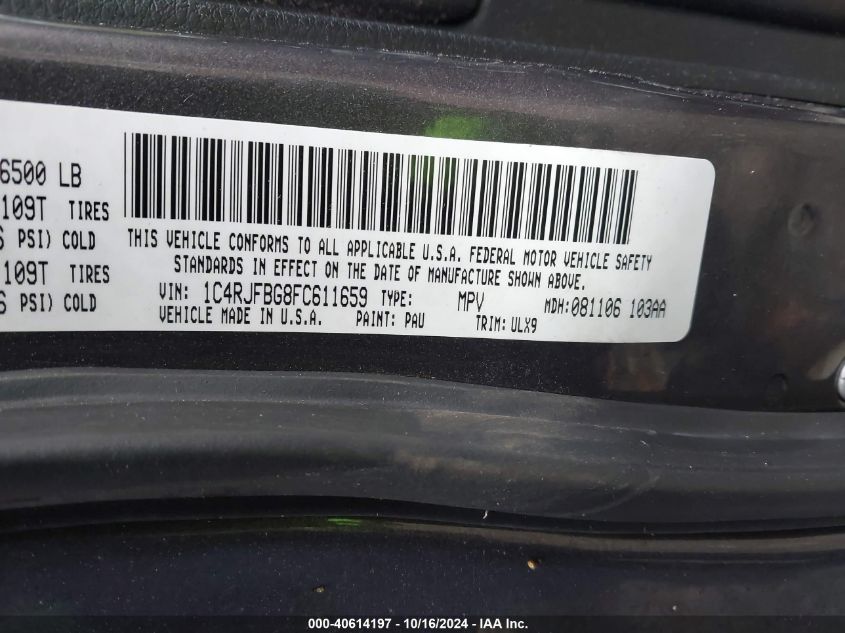 6500 LB
109T TIRES
PSI) COLD
109T TIRES
PSI) COLD
THIS VEHICLE CONFORMS TO ALL APPLICABLE U.S.A. FEDERAL MOTOR VEHICLE SAFETY
STANDARDS IN EFFECT ON THE DATE OF MANUFACTURE SHOWN ABOVE.
VIN: 1C4RJFBG8FC611659 TYPE: MPV MDH: 081106 103AA
VEHICLE MADE IN U.S.A. PAINT: PAU TRIM: ULX9
000-40614197 - 10/16/2024 - IAA Inc.